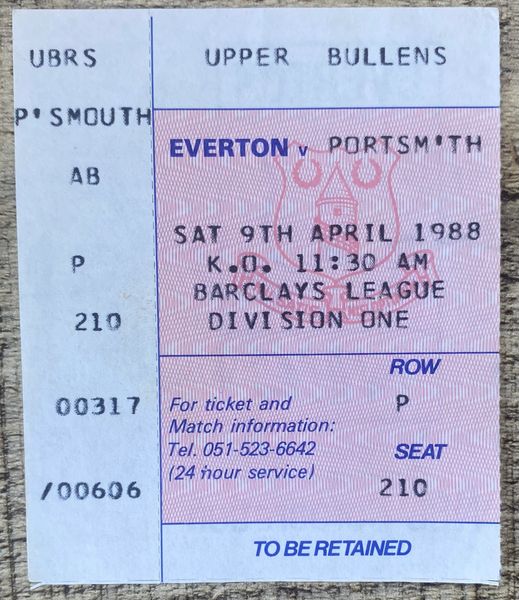 UBRS
P'SMOUTH
AB
P
210
00317
/00606
UPPER BULLENS
EVERTON v PORTSM'TH
SAT 9TH APRIL 1988
K.O. 11:30 AM
BARCLAYS LEAGUE
DIVISION ONE
For ticket and
Match information:
Tel. 051-523-6642
(24 hour service)
ROW
P
SEAT
210
TO BE RETAINED